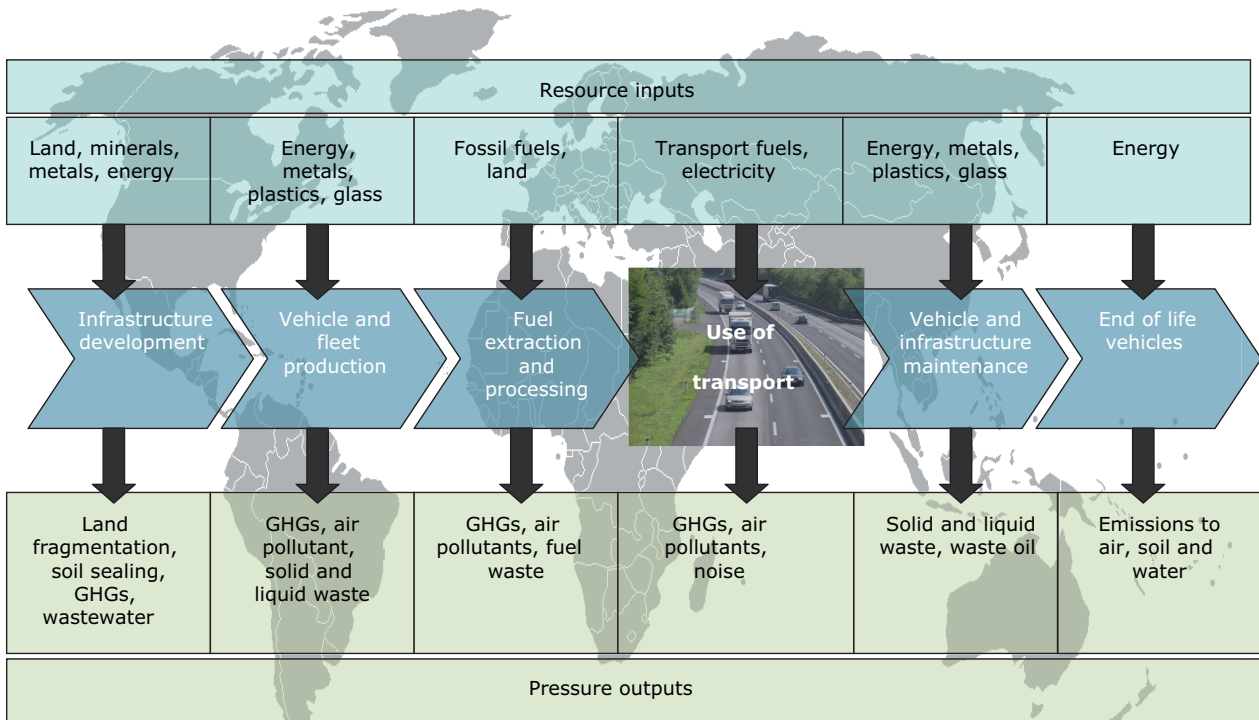 Resource inputs
Land, minerals,
metals, energy
Energy,
metals,
plastics, glass
Fossil fuels,
land
Transport fuels,
electricity
Energy, metals,
plastics, glass
Energy
Infrastructure
development
Vehicle and
fleet
production
Fuel
extraction
and
processing
Use of
transport
Vehicle and
infrastructure
maintenance
End of life
vehicles
Land
fragmentation,
soil sealing,
GHGs,
wastewater
GHGs, air
pollutant,
solid and
liquid waste
GHGs, air
pollutants, fuel
waste
GHGs, air
pollutants,
noise
Solid and liquid
waste, waste oil
Emissions to
air, soil and
water
Pressure outputs